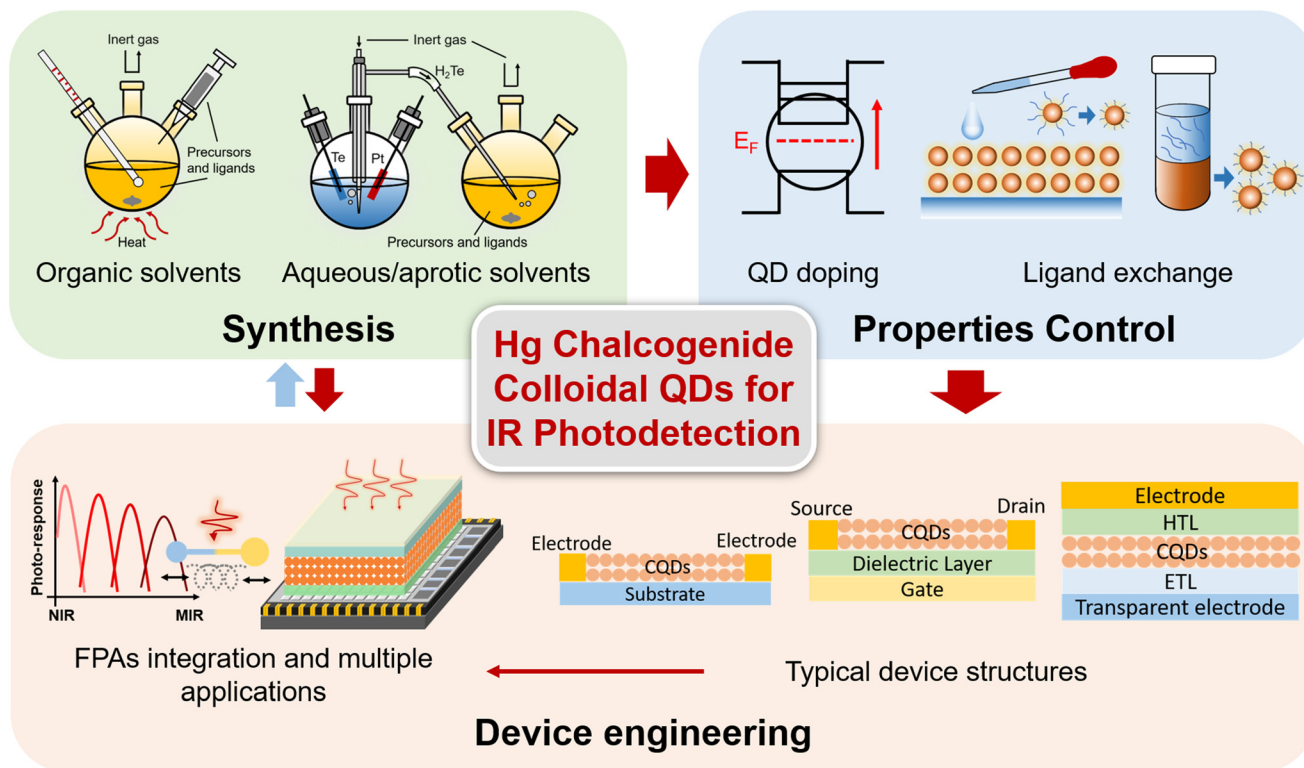 Inert gas
Precursors
and ligands
Heat
Organic solvents
Inert gas
H2Te
Te
Pt
Precursors and ligands
Aqueous/aprotic solvents
Synthesis
EF
QD doping
Ligand exchange
Properties Control
Hg Chalcogenide
Colloidal QDs for
IR Photodetection
Photo-response
NIR
MIR
FPAs integration and multiple
applications
Electrode
Electrode
CQDs
Substrate
Source
Drain
CQDs
Dielectric Layer
Gate
Electrode
HTL
CQDs
ETL
Transparent electrode
Typical device structures
Device engineering